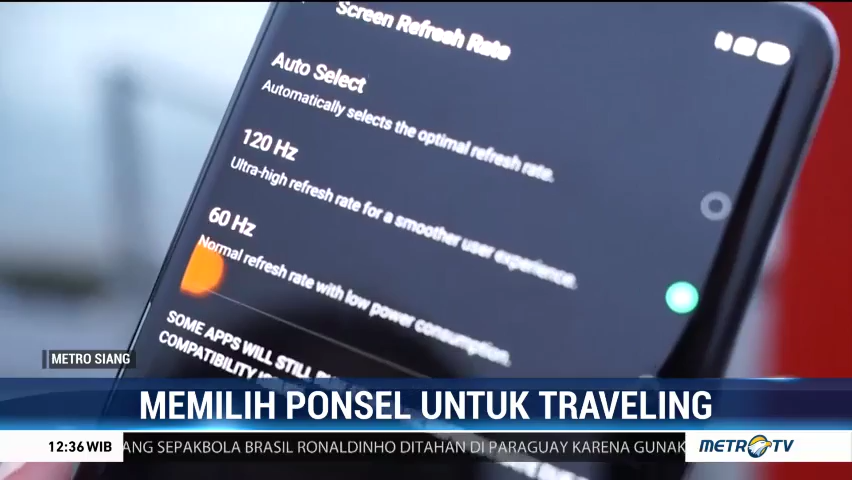 Screen Refresh Rate
Auto Select
Automatically selects the optimal refresh rate.
120 Hz
Ultra-high refresh rate for a smoother user experience.
60 Hz
Normal refresh rate with low power consumption.
SOME APPS WILL STILL
COMPATIBILITY
METRO SIANG
MEMILIH PONSEL UNTUK TRAVELING
12:36 WIB
ANG SEPAKBOLA BRASIL RONALDINHO DITAHAN DI PARAGUAY KARENA GUNAK
METRO TV